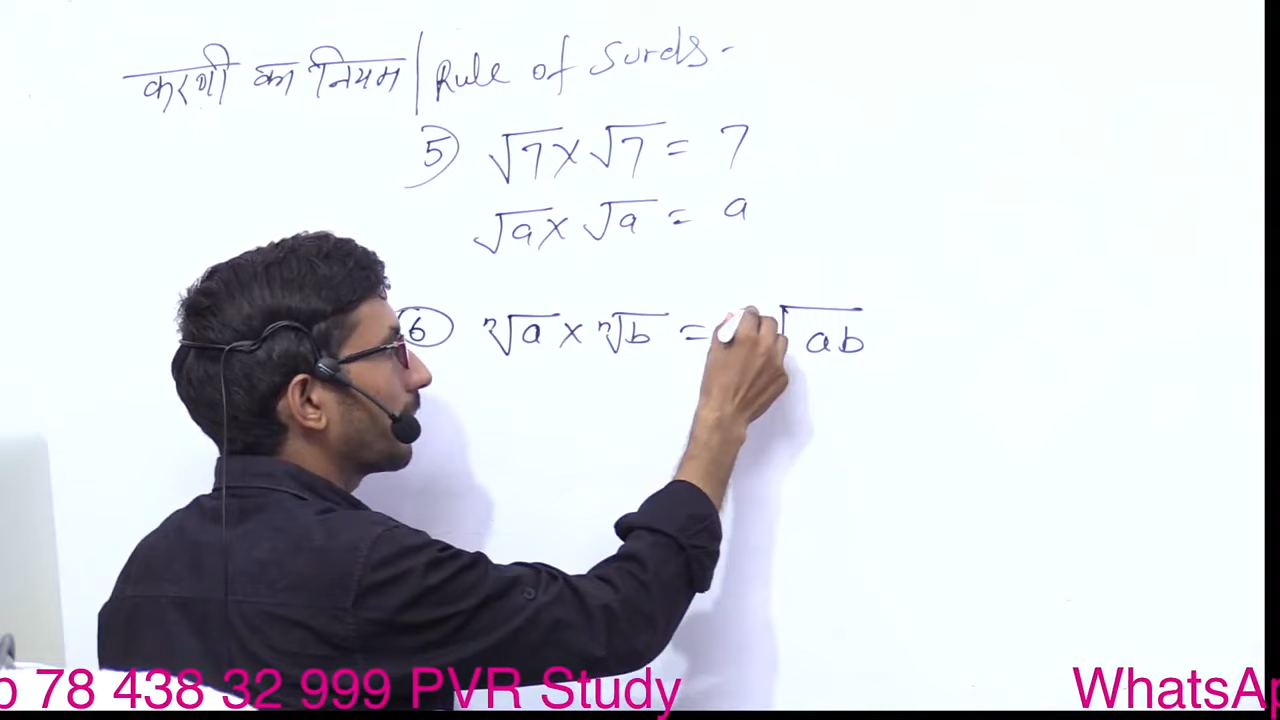 करणी का नियम / Rule of Surds -
5) √7 × √7 = 7
√a × √a = a
6 ⁿ√a × ⁿ√b = √ab
78 438 32 999 PVR Study WhatsAp